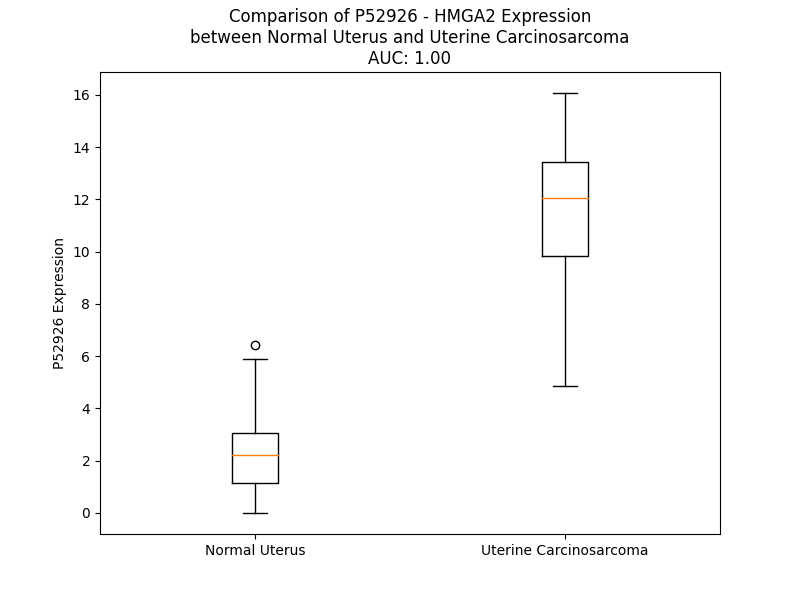 Comparison of P52926 - HMGA2 Expression
between Normal Uterus and Uterine Carcinosarcoma
AUC: 1.00
16
14
12
10
8
6
4
2
0
P52926 Expression
Normal Uterus
Uterine Carcinosarcoma